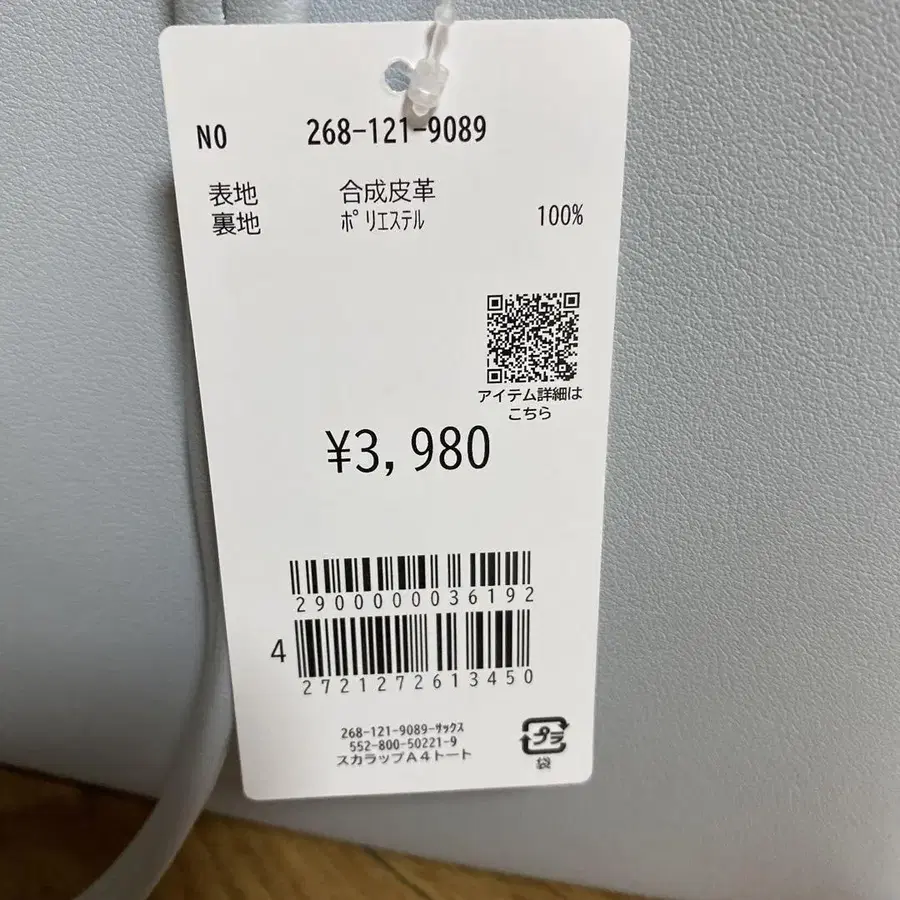 NO 268-121-9089
表地 合成皮革
裏地 ポリエステル 100%
アイテム詳細は
こちら
¥3,980
2900000036192
4
272127261345​0
268-121-9089-サックス
552-800-50221-9
スカラップA4トート
プラ
袋